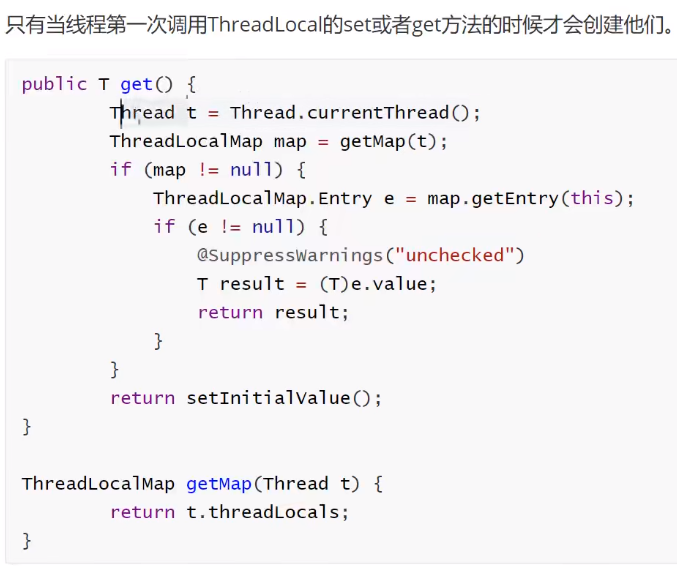 只有当线程第一次调用ThreadLocal的set或者get方法的时候才会创建他们。
public T get() {
        Thread t = Thread.currentThread();
        ThreadLocalMap map = getMap(t);
        if (map != null) {
            ThreadLocalMap.Entry e = map.getEntry(this);
            if (e != null) {
                @SuppressWarnings("unchecked")
                T result = (T)e.value;
                return result;
            }
        }
        return setInitialValue();
}
ThreadLocalMap getMap(Thread t) {
        return t.threadLocals;
}